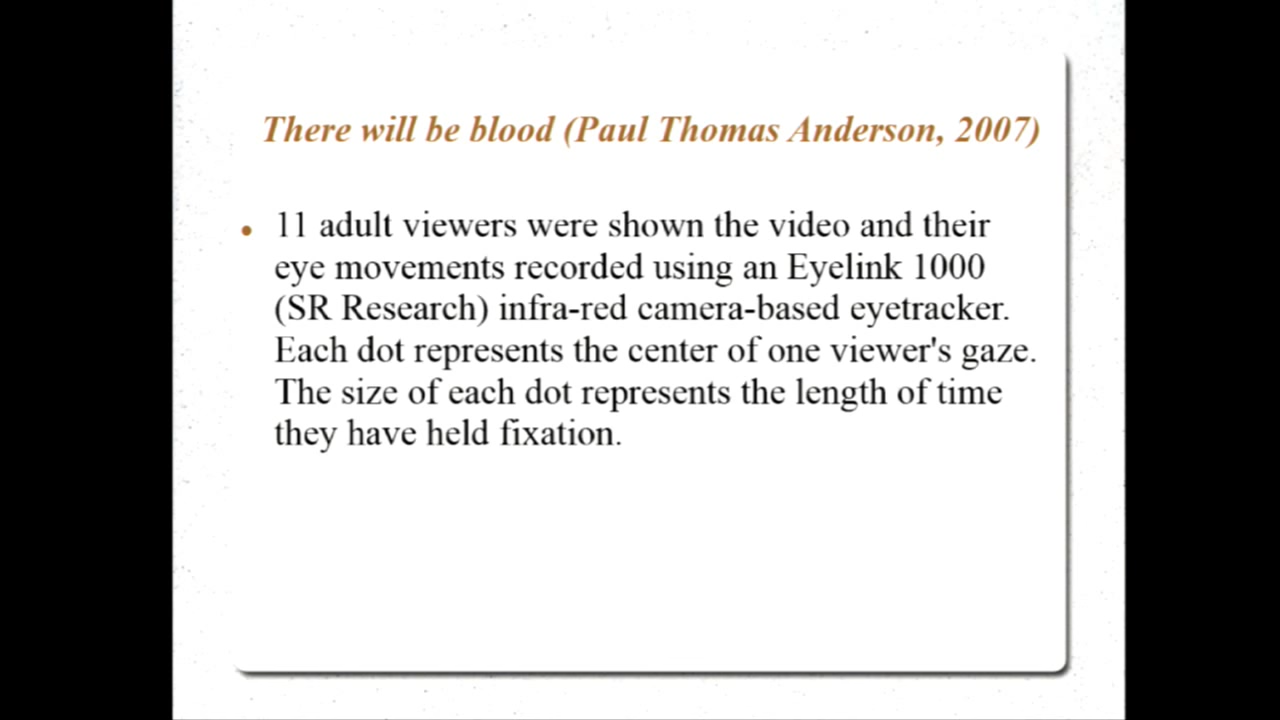 There will be blood (Paul Thomas Anderson, 2007)
11 adult viewers were shown the video and their
eye movements recorded using an Eyelink 1000
(SR Research) infra-red camera-based eyetracker.
Each dot represents the center of one viewer's gaze.
The size of each dot represents the length of time
they have held fixation.